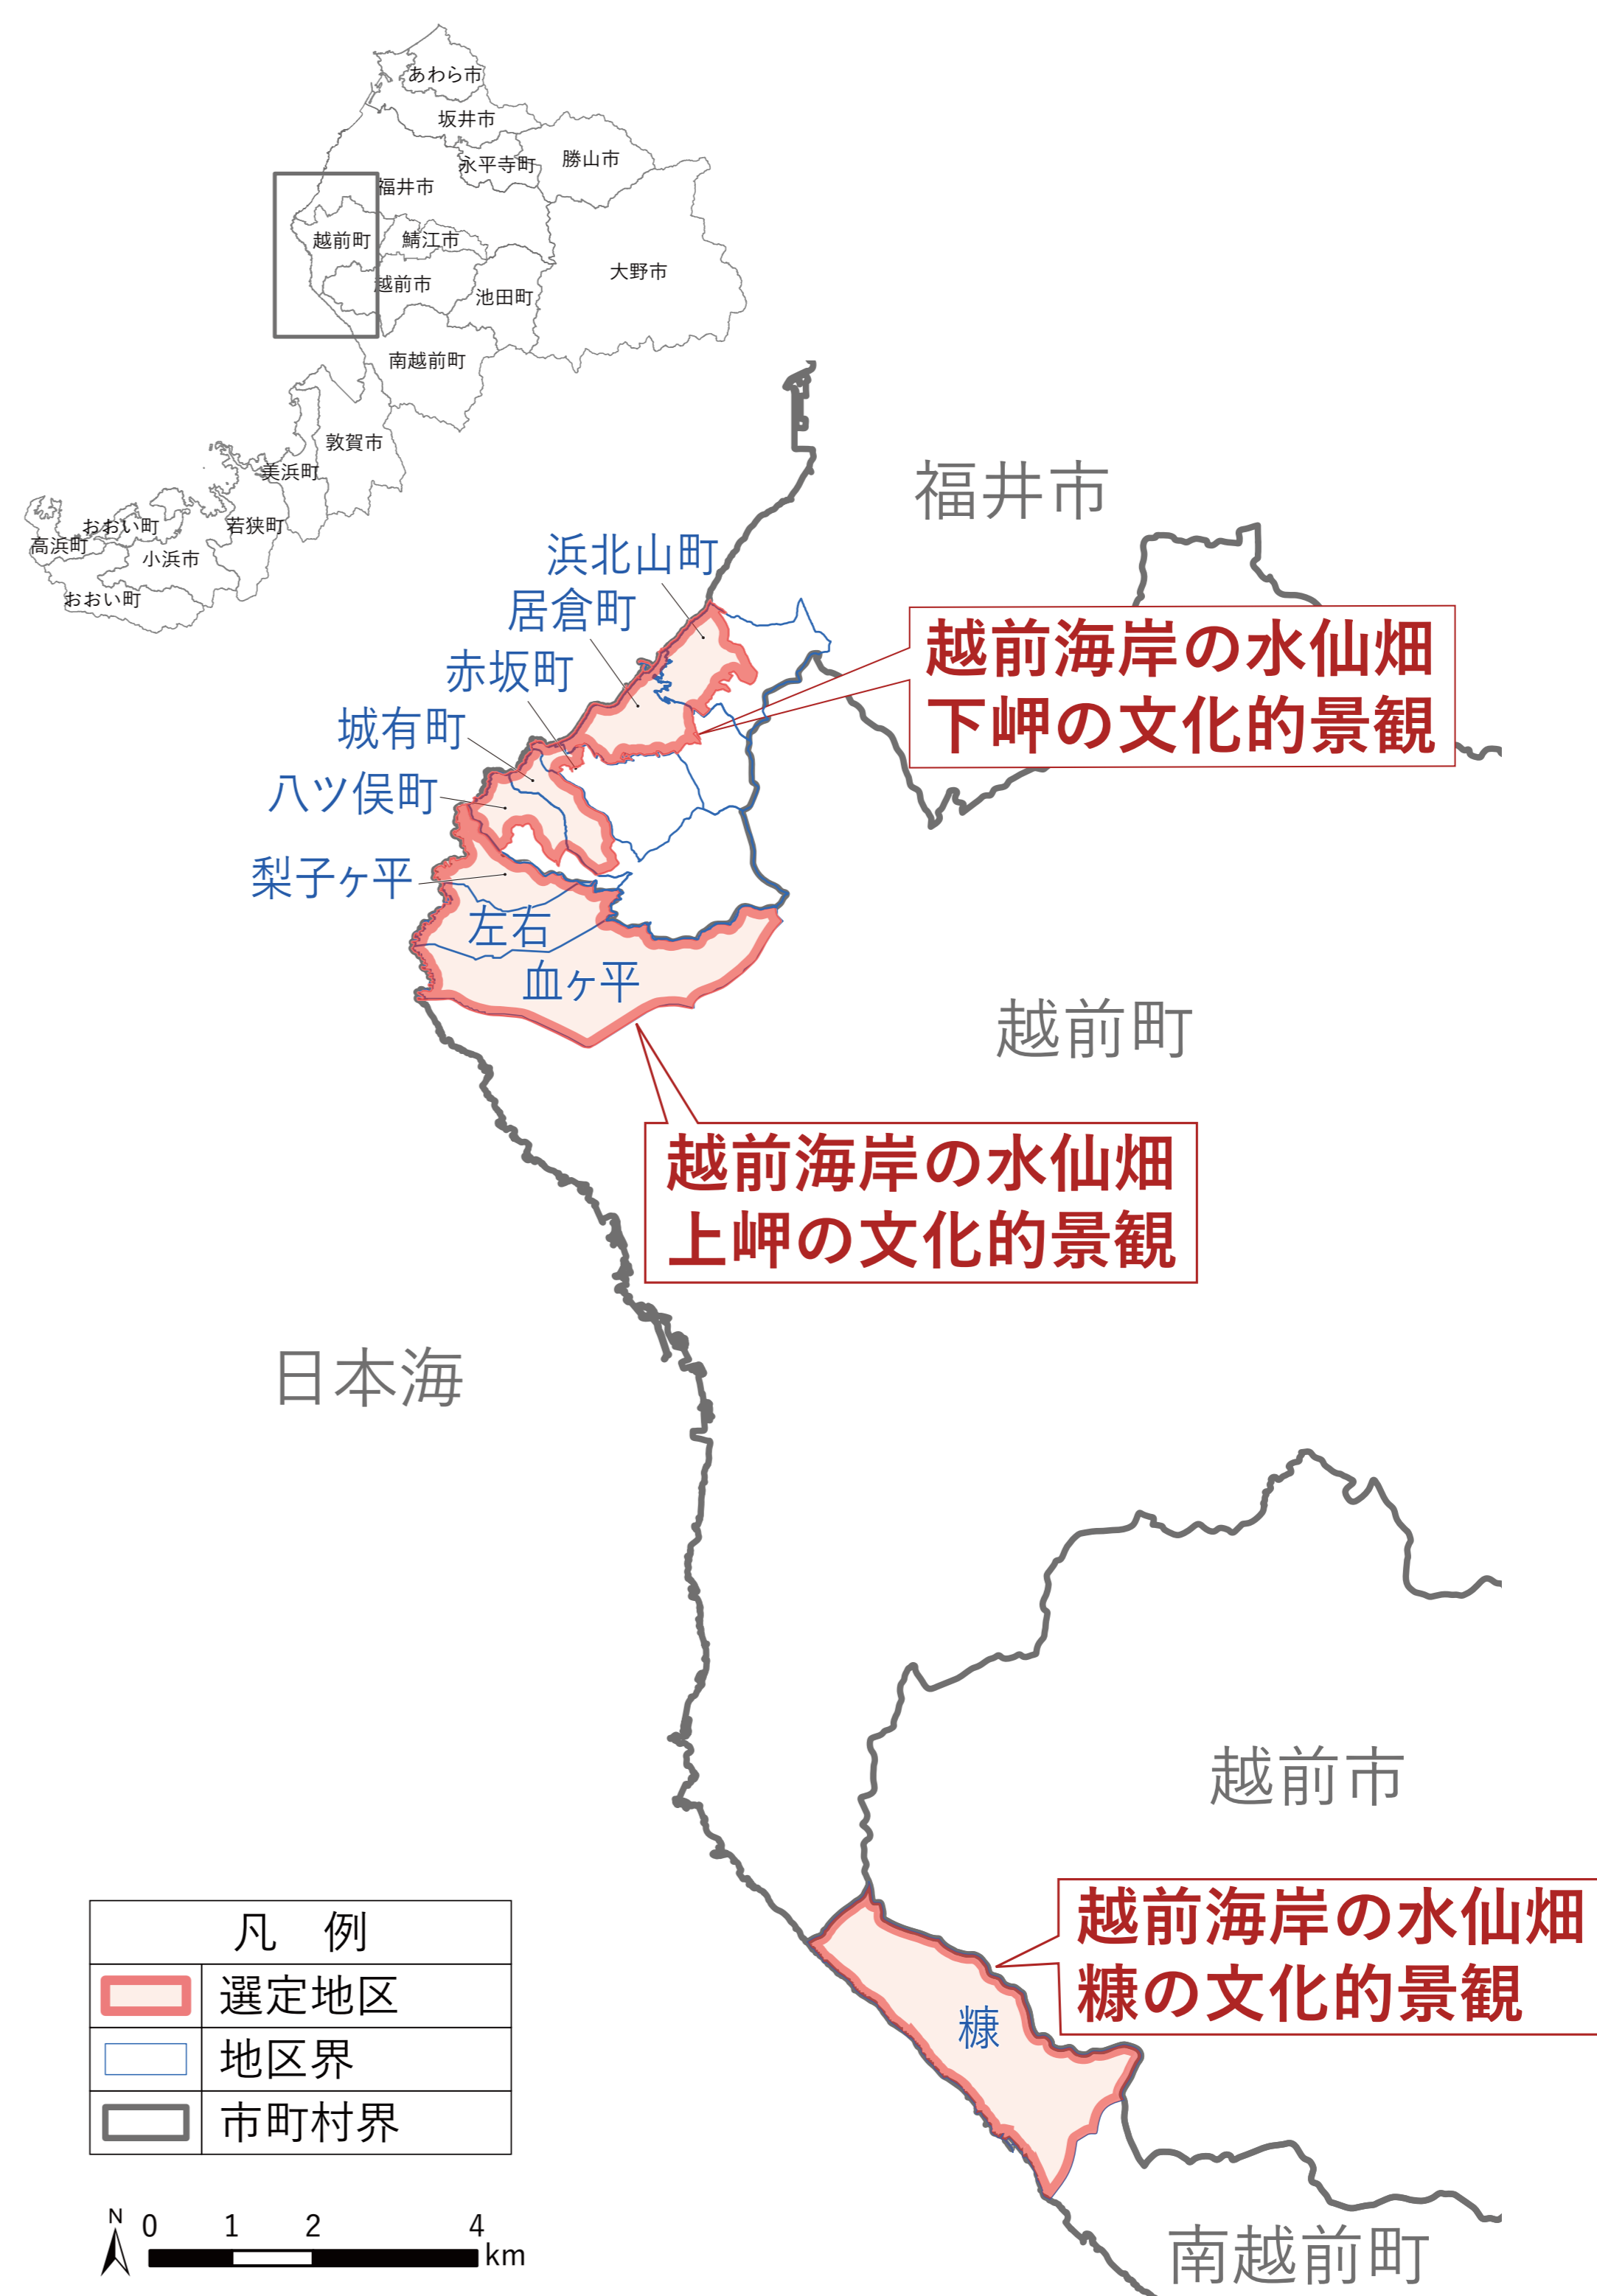 あわら市
坂井市
永平寺町
勝山市
福井市
越前町
鯖江市
越前市
池田町
大野市
南越前町
敦賀市
美浜町
若狭町
おおい町
高浜町
小浜市
おおい町
福井市
浜北山町
居倉町
赤坂町
城有町
八ツ俣町
梨子ヶ平
左右
血ヶ平
越前海岸の水仙畑
下岬の文化的景観
越前町
越前海岸の水仙畑
上岬の文化的景観
日本海
越前市
越前海岸の水仙畑
糠の文化的景観
糠
南越前町
凡 例
選定地区
地区界
市町村界
N
0 1 2 4
km